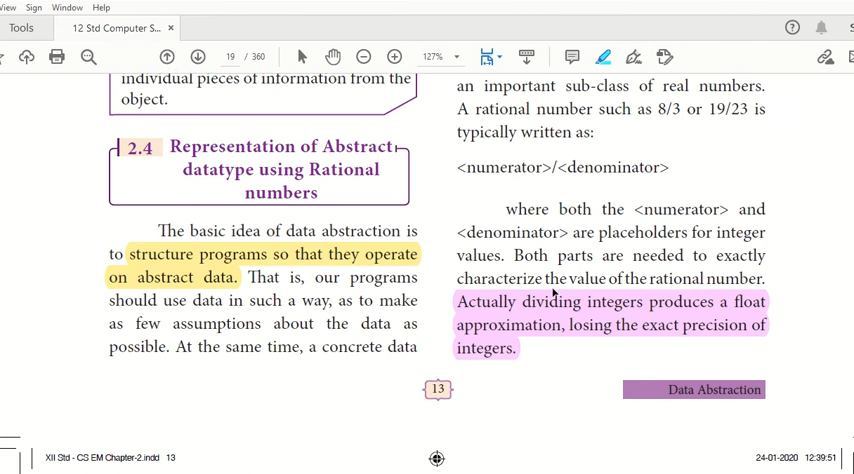 View Sign Window Help
Tools
12 Std Computer S... ×
19 / 360
127%
individual pieces of information from the
object.
2.4 Representation of Abstract
datatype using Rational
numbers
The basic idea of data abstraction is
to structure programs so that they operate
on abstract data. That is, our programs
should use data in such a way, as to make
as few assumptions about the data as
possible. At the same time, a concrete data
an important sub-class of real numbers.
A rational number such as 8/3 or 19/23 is
typically written as:
<numerator>/<denominator>
where both the <numerator> and
<denominator> are placeholders for integer
values. Both parts are needed to exactly
characterize the value of the rational number.
Actually dividing integers produces a float
approximation, losing the exact precision of
integers.
13
Data Abstraction
XII Std - CS EM Chapter-2.indd 13
24-01-2020 12:39:51